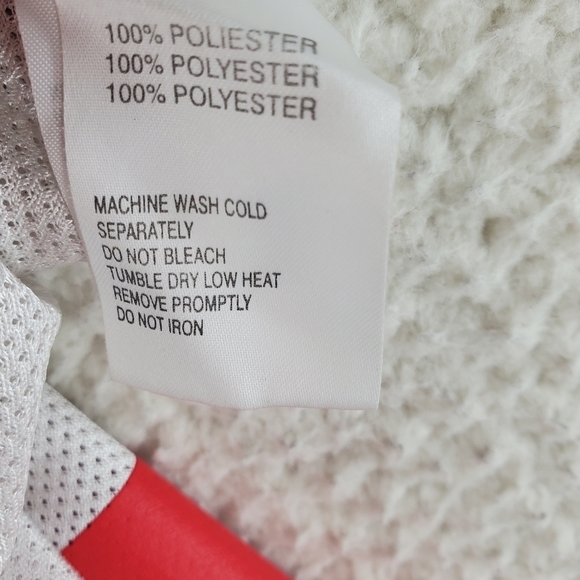 100% POLIESTER
100% POLYESTER
100% POLYESTER
MACHINE WASH COLD
SEPARATELY
DO NOT BLEACH
TUMBLE DRY LOW HEAT
REMOVE PROMPTLY
DO NOT IRON